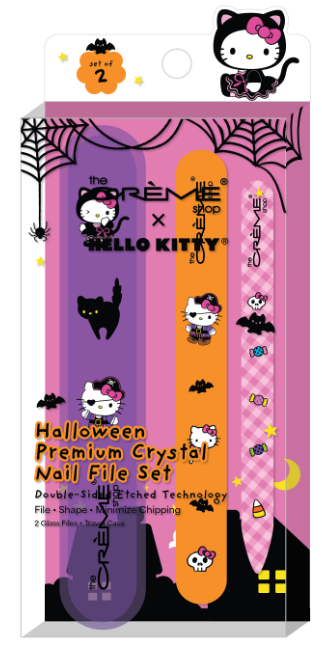 set of
2
the
CRÈME®
shop
×
HELLO KITTY®
the
CRÈME®
shop
the
CRÈME®
shop
Halloween
Premium Crystal
Nail File Set
Double-Sided Etched Technology
File • Shape • Minimize Chipping
2 Glass Files • Travel Case
the
CRÈME
shop